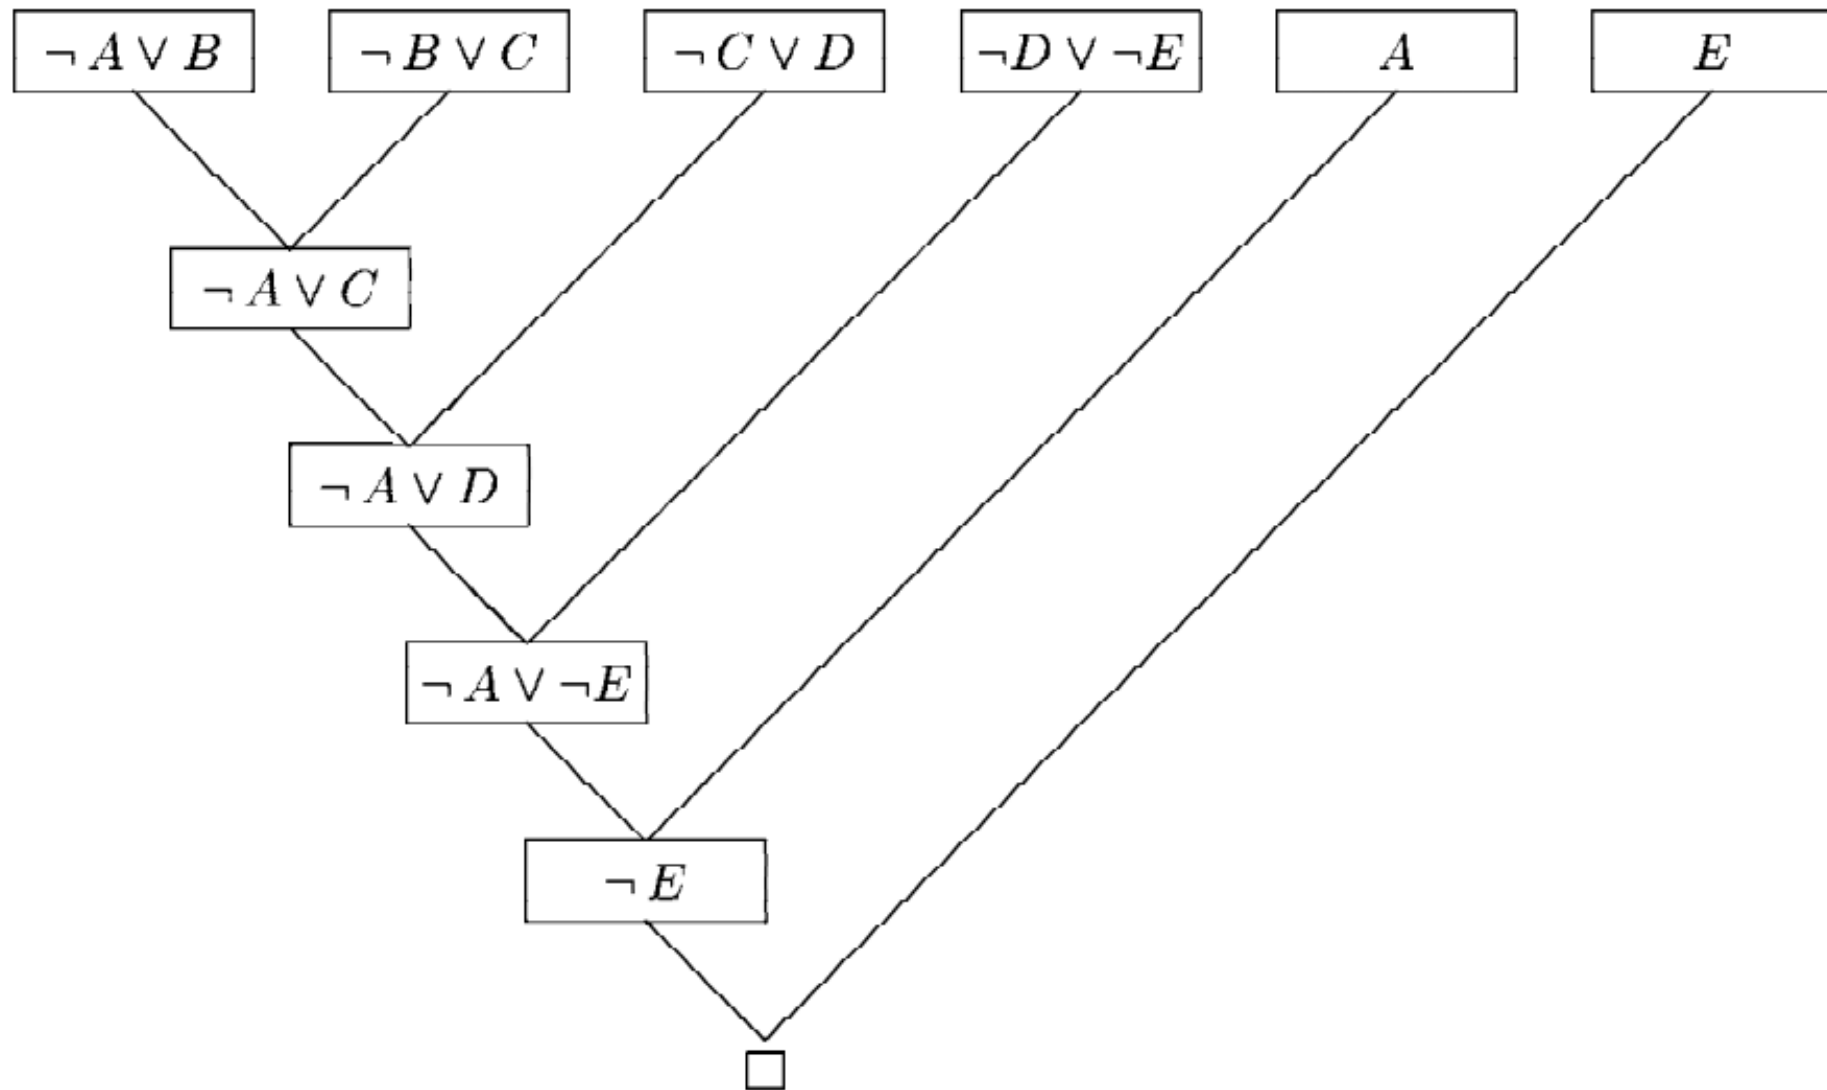 ¬ A ∨ B ¬ B ∨ C ¬ C ∨ D ¬D ∨ ¬E A E
¬ A ∨ C
¬ A ∨ D
¬ A ∨ ¬E
¬ E
□